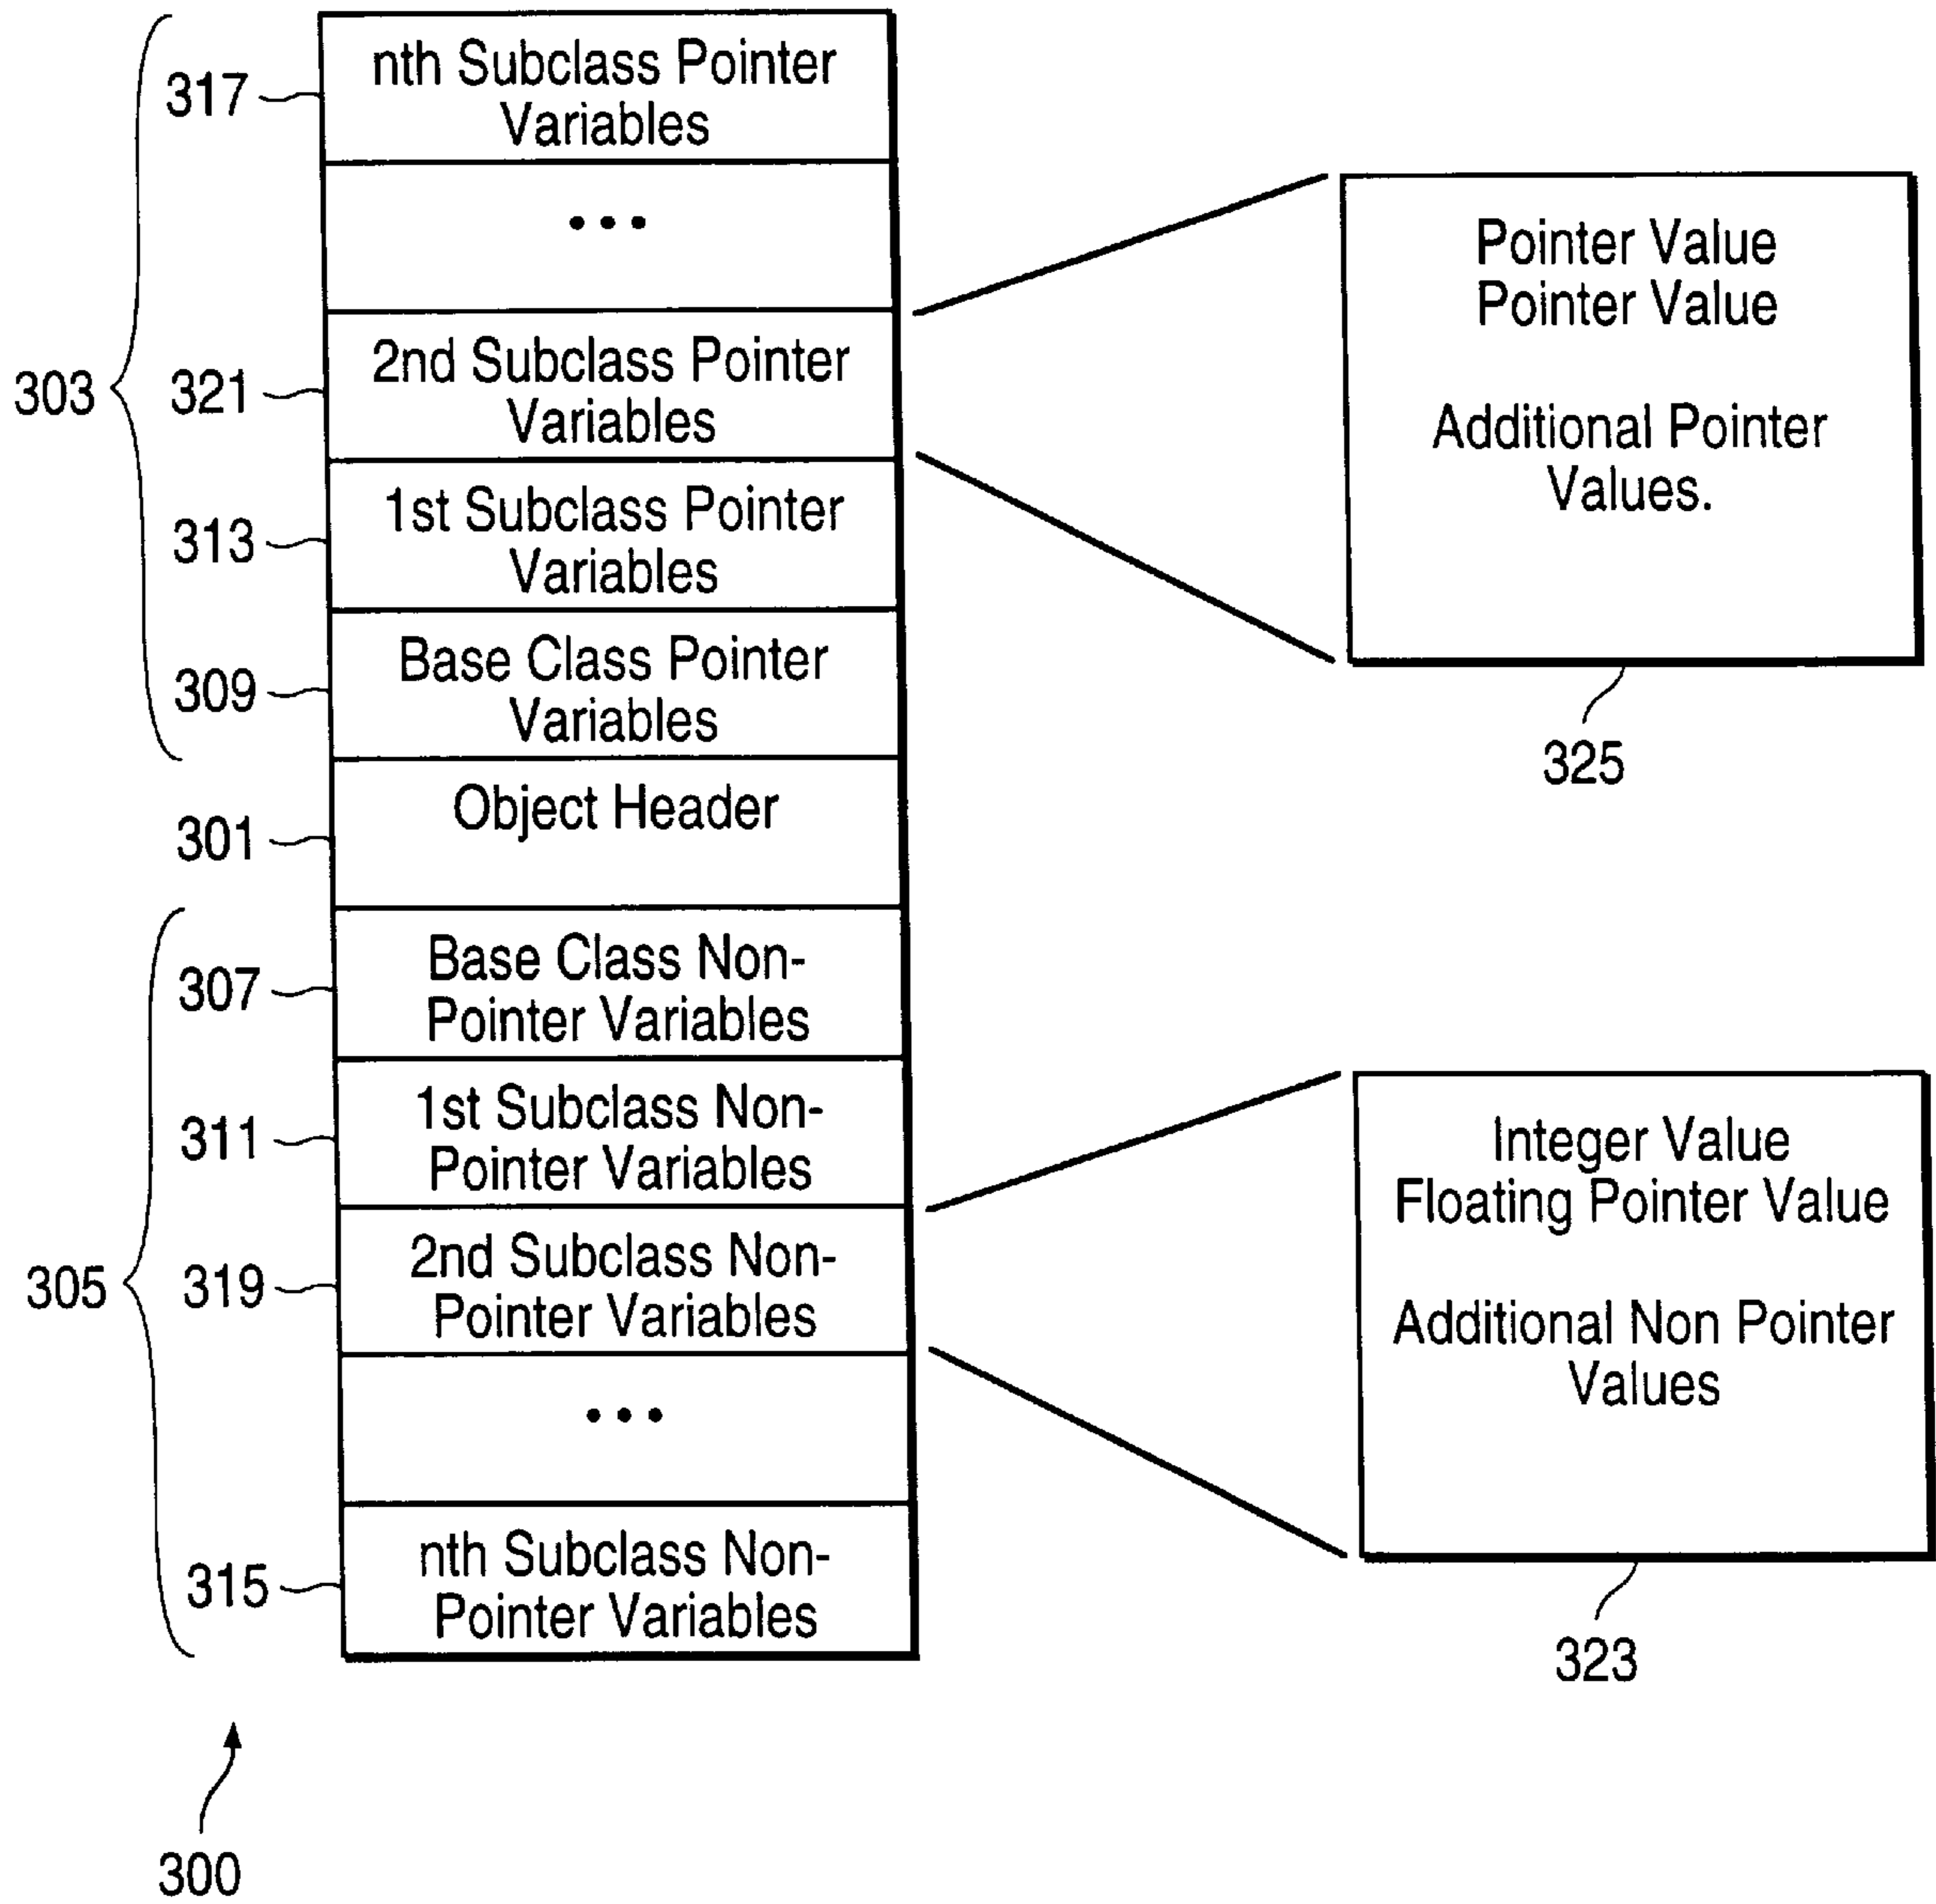 317
nth Subclass Pointer
Variables
...
303
321
2nd Subclass Pointer
Variables
313
1st Subclass Pointer
Variables
309
Base Class Pointer
Variables
301
Object Header
305
307
Base Class Non-
Pointer Variables
311
1st Subclass Non-
Pointer Variables
319
2nd Subclass Non-
Pointer Variables
...
315
nth Subclass Non-
Pointer Variables
300
Pointer Value
Pointer Value
Additional Pointer
Values.
325
Integer Value
Floating Pointer Value
Additional Non Pointer
Values
323